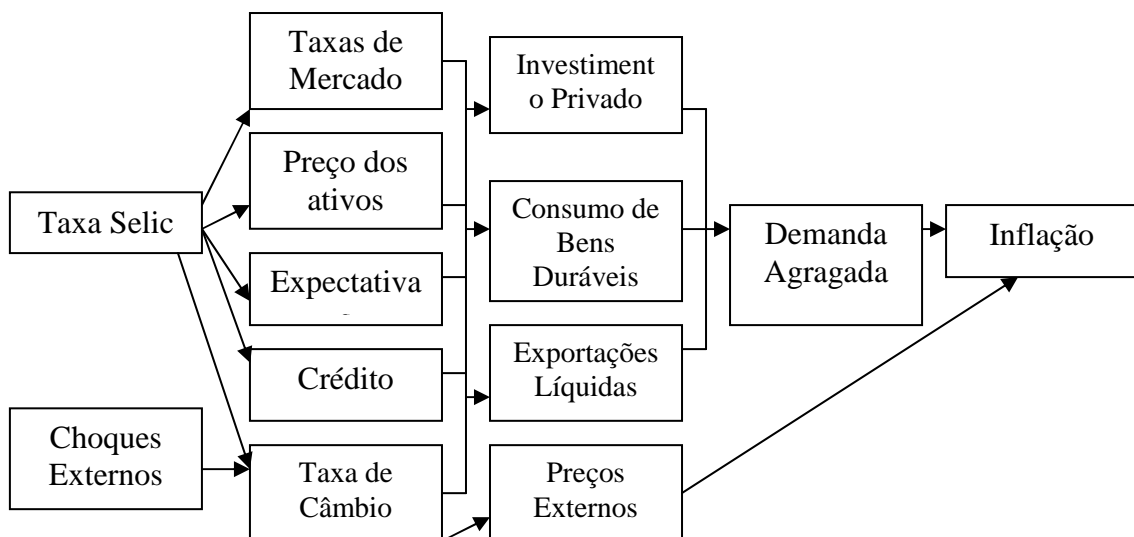 Taxas de
Mercado
Investiment
o Privado
Preço dos
ativos
Taxa Selic
Consumo de
Bens
Duráveis
Demanda
Agragada
Inflação
Expectativa
Crédito
Exportações
Líquidas
Choques
Externos
Taxa de
Câmbio
Preços
Externos